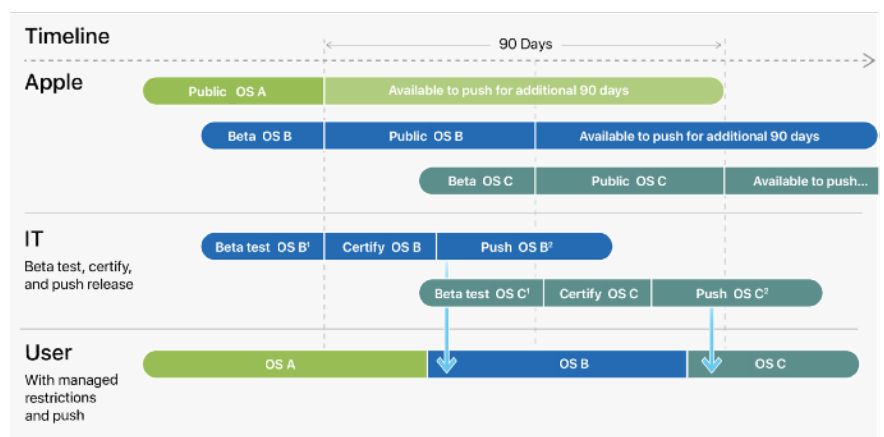 Timeline
90 Days
Apple
Public OS A
Available to push for additional 90 days
Beta OS B
Public OS B
Available to push for additional 90 days
Beta OS C
Public OS C
Available to push...
IT
Beta test, certify,
and push release
Beta test OS B¹
Certify OS B
Push OS B²
Beta test OS C¹
Certify OS C
Push OS C²
User
With managed
restrictions
and push
OS A
OS B
OS C